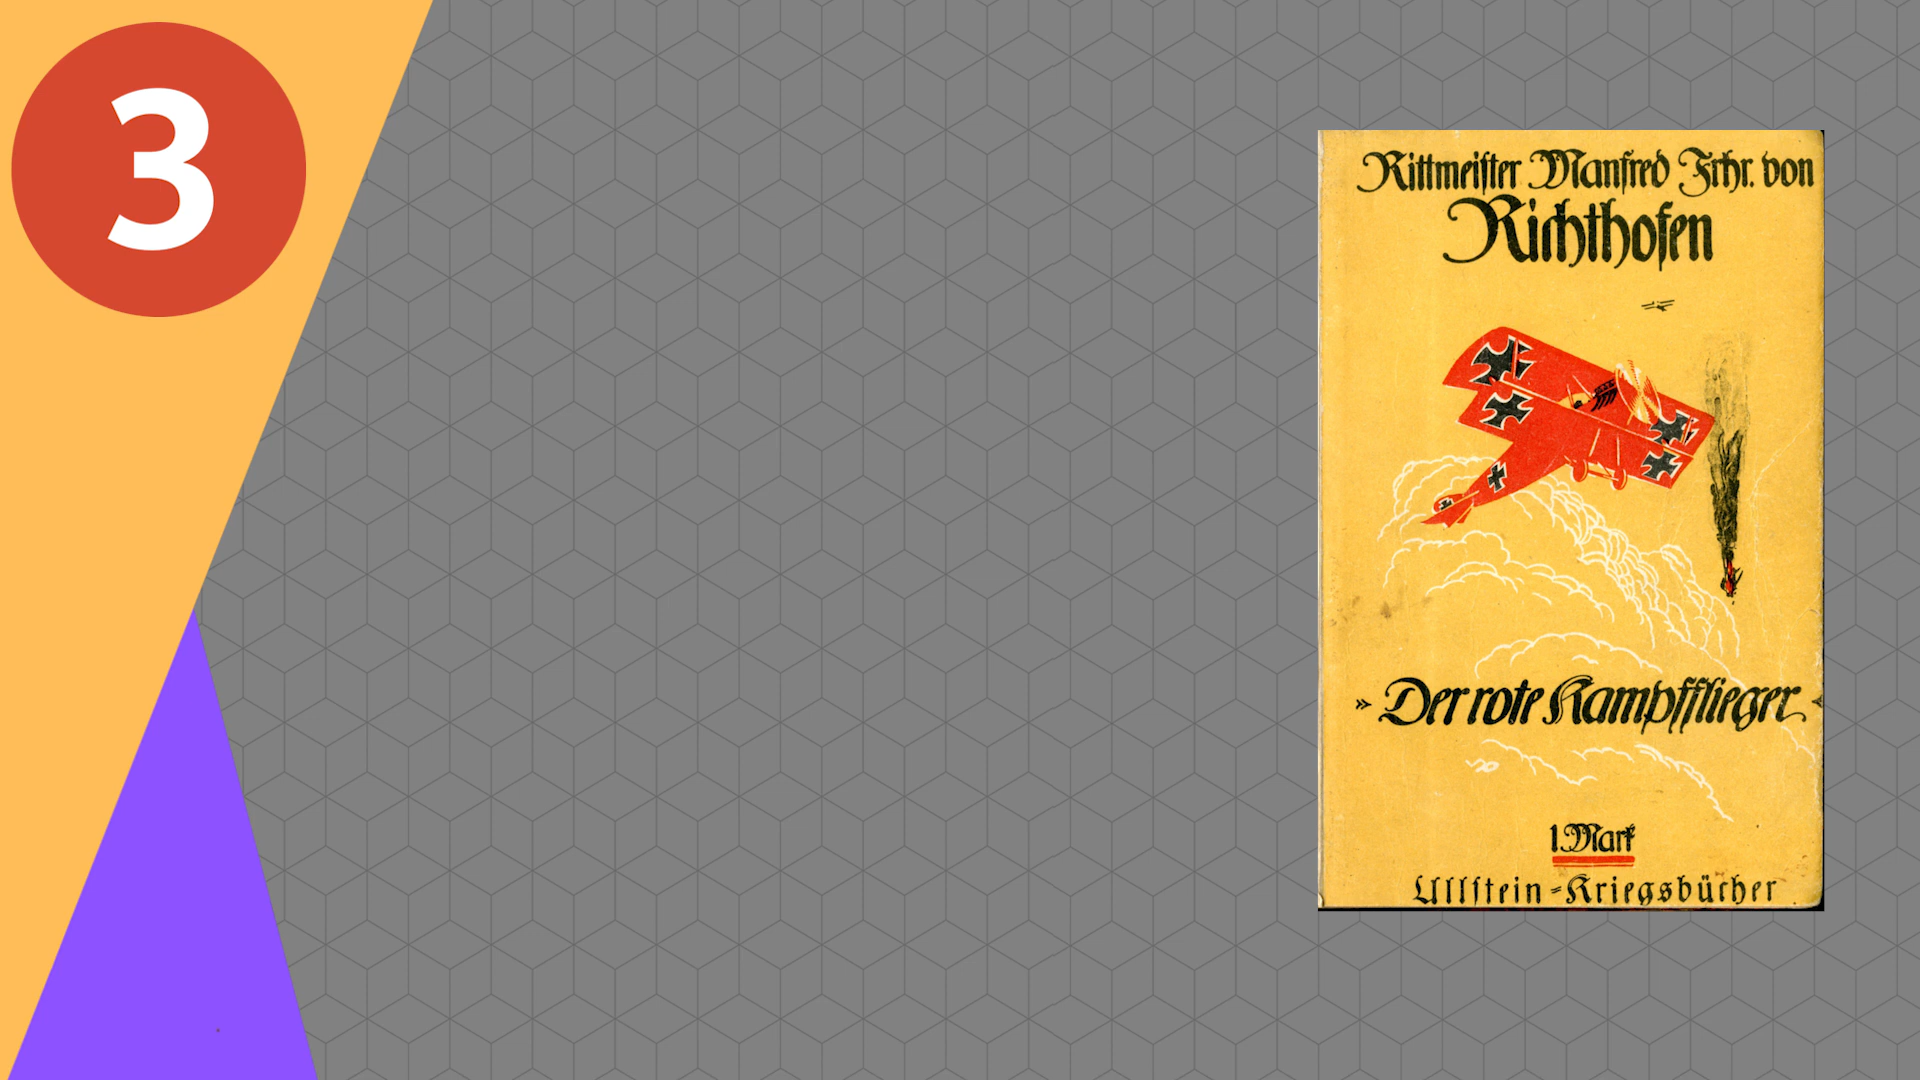 3
Rittmeiſter Manfred Frhr. von
Richthofen
Der rote Kampfflieger
1 Mark
Ullſtein-Kriegsbücher